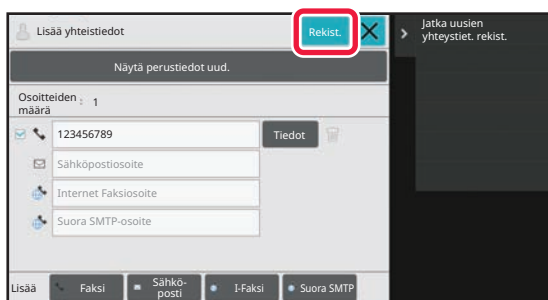 Lisää yhteistiedot
Rekist.
Jatka uusien
yhteystiet. rekist.
Näytä perustiedot uud.
Osoitteiden : 1
määrä
123456789
Tiedot
Sähköpostiosoite
Internet Faksiosoite
Suora SMTP-osoite
Lisää
Faksi
Sähkö-
posti
I-Faksi
Suora SMTP